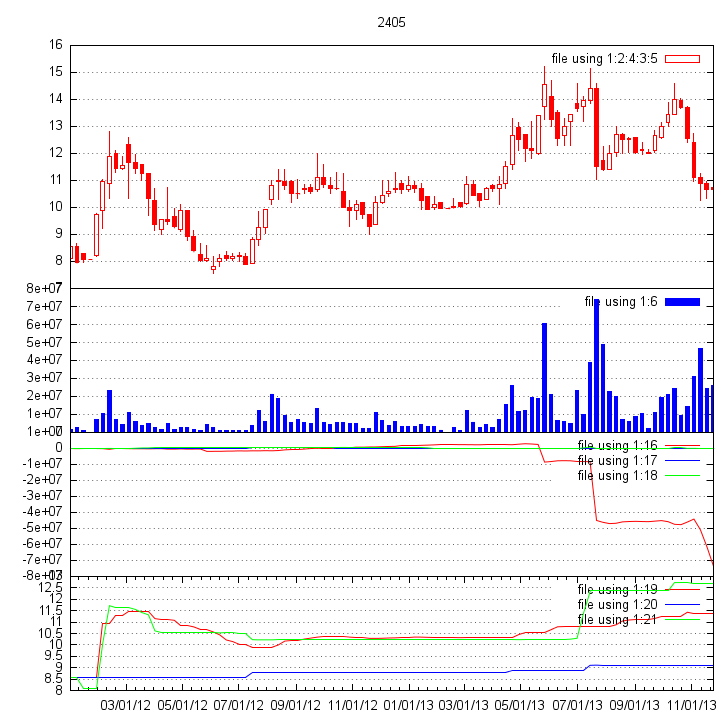 2405
16
file using 1:2:4:3:5
15
14
13
12
11
10
9
8
7
8e+07
file using 1:6
7e+07
6e+07
5e+07
4e+07
3e+07
2e+07
1e+07
0
1e+07
file using 1:16
0
file using 1:17
-1e+07
file using 1:18
-2e+07
-3e+07
-4e+07
-5e+07
-6e+07
-7e+07
-8e+07
13
12.5
file using 1:19
12
file using 1:20
11.5
file using 1:21
11
10.5
10
9.5
9
8.5
8
03/01/12 05/01/12 07/01/12 09/01/12 11/01/12 01/01/13 03/01/13 05/01/13 07/01/13 09/01/13 11/01/13